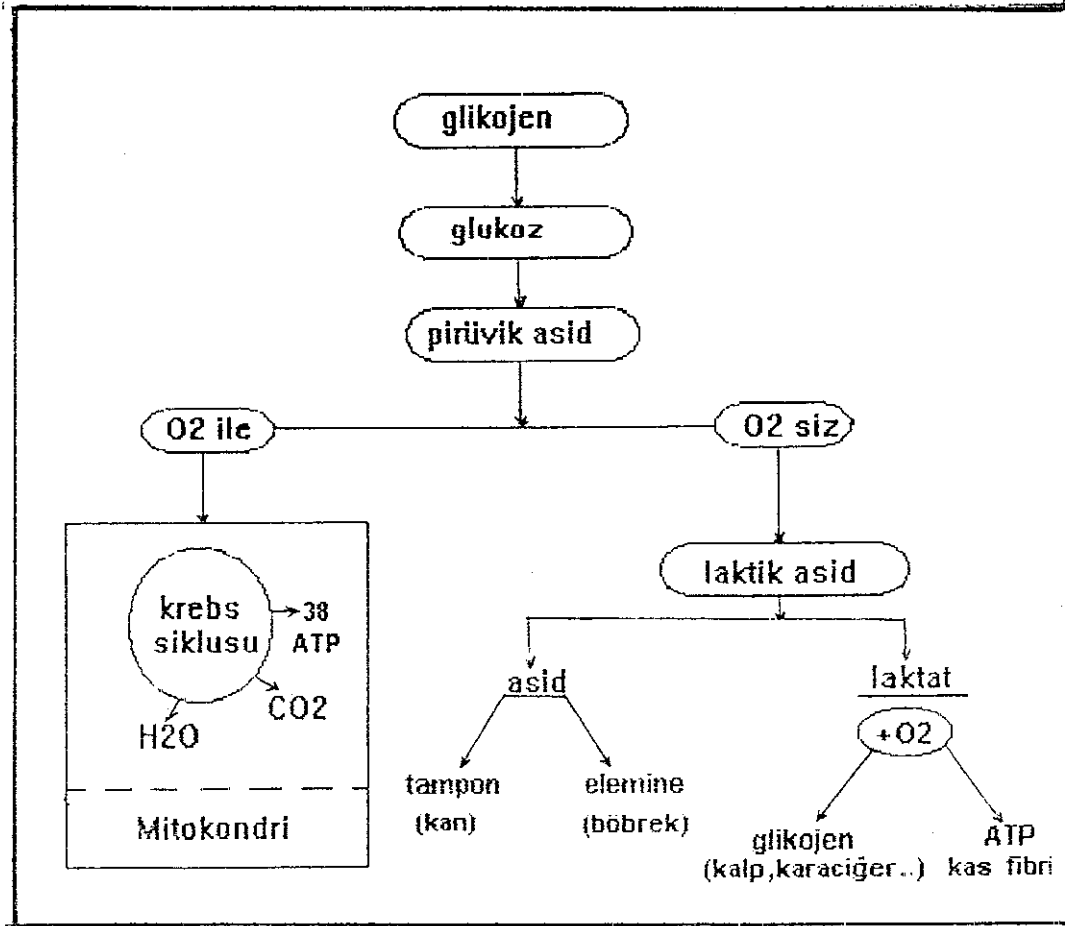 glikojen
glukoz
pirüvik asid
O2 ile
O2 siz
krebs
siklusu
38
ATP
CO2
H2O
Mitokondri
laktik asid
asid
laktat
+O2
tampon
(kan)
elemine
(böbrek)
glikojen
(kalp,karaciğer..)
ATP
kas fibri